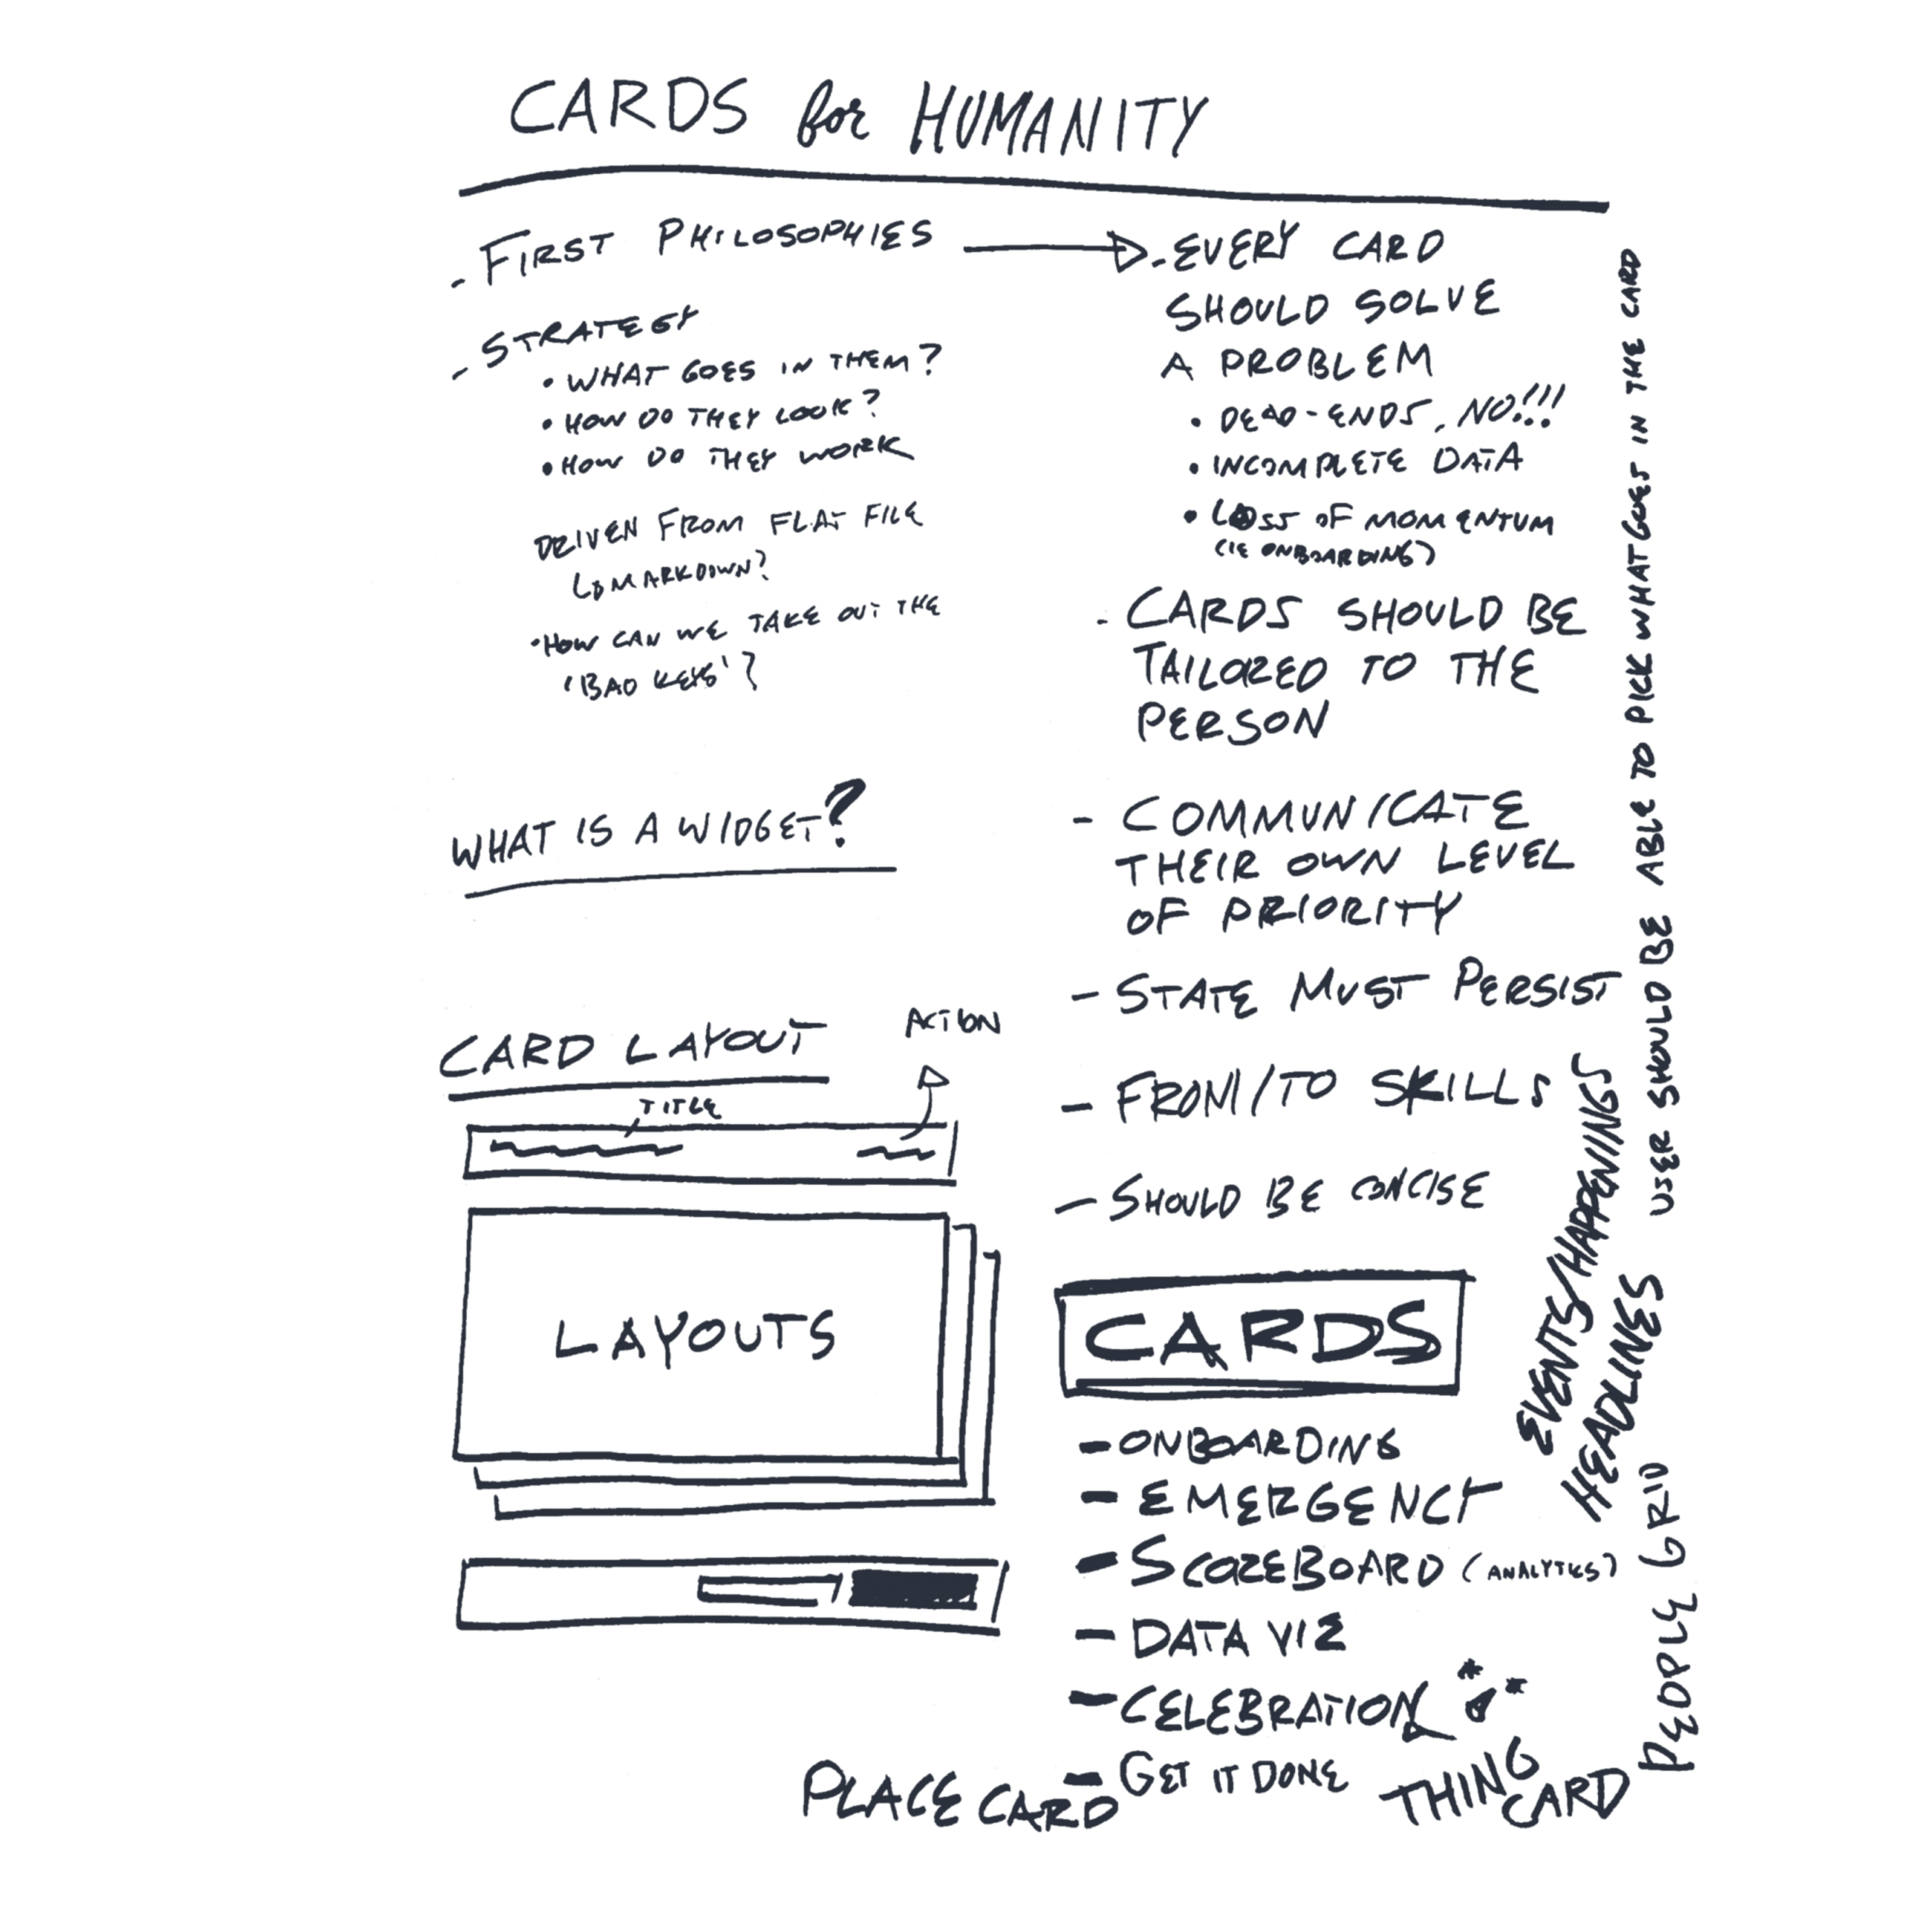 CARDS for HUMANITY
- FIRST PHILOSOPHIES
- STRATEGY
• WHAT GOES IN THEM?
• HOW DO THEY LOOK?
• HOW DO THEY WORK
DRIVEN FROM FLAT FILE
MARKDOWN?
• HOW CAN WE TAKE OUT THE
'BAD KEYS'?
WHAT IS A WIDGET?
CARD LAYOUT
ACTION
TITLE
LAYOUTS
- EVERY CARD
SHOULD SOLVE
A PROBLEM
• DEAD-ENDS, NO!!!
• INCOMPLETE DATA
• LOSS OF MOMENTUM
(IE ONBOARDING)
- CARDS SHOULD BE
TAILORED TO THE
PERSON
- COMMUNICATE
THEIR OWN LEVEL
OF PRIORITY
- STATE MUST PERSIST
- FROM/TO SKILLS
- SHOULD BE CONCISE
CARDS
- ONBOARDING
- EMERGENCY
- SCOREBOARD (ANALYTICS)
- DATA VIZ
- CELEBRATION
- GET IT DONE
PLACE CARD
THING
CARD
PEOPLE GRID
EVENTS/HAPPENINGS
HEADLINES
USER SHOULD BE ABLE TO PICK WHAT GOES IN THE CARD